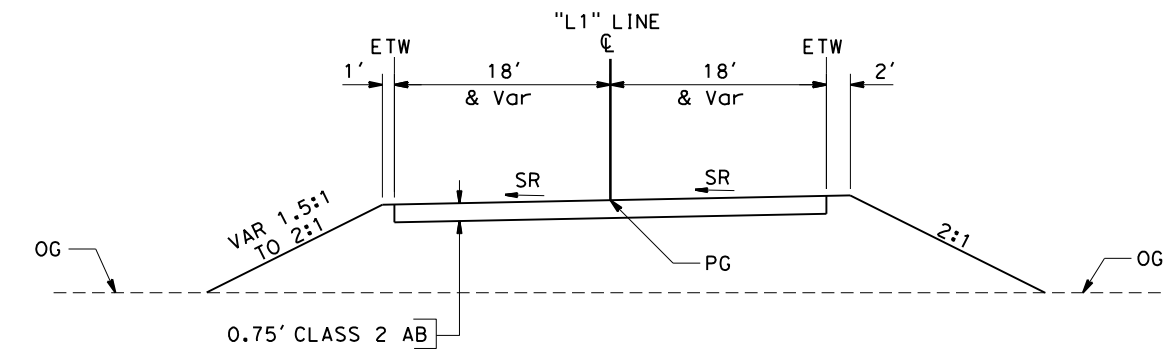 "L1" LINE
℄
ETW
ETW
1'
18'
& Var
18'
& Var
2'
SR
SR
VAR 1.5:1
TO 2:1
2:1
OG
OG
PG
0.75' CLASS 2 AB